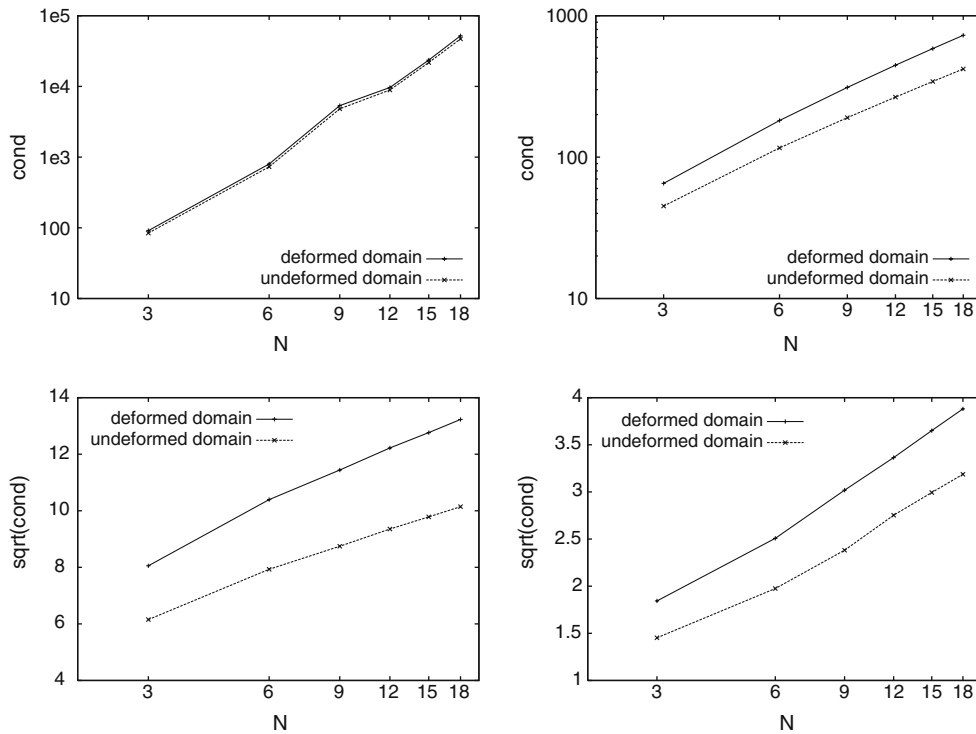 1e5
1e4
1e3
100
10
cond
deformed domain
undeformed domain
3 6 9 12 15 18
N
1000
100
10
cond
deformed domain
undeformed domain
3 6 9 12 15 18
N
14
12
10
8
6
4
sqrt(cond)
deformed domain
undeformed domain
3 6 9 12 15 18
N
4
3.5
3
2.5
2
1.5
1
sqrt(cond)
deformed domain
undeformed domain
3 6 9 12 15 18
N